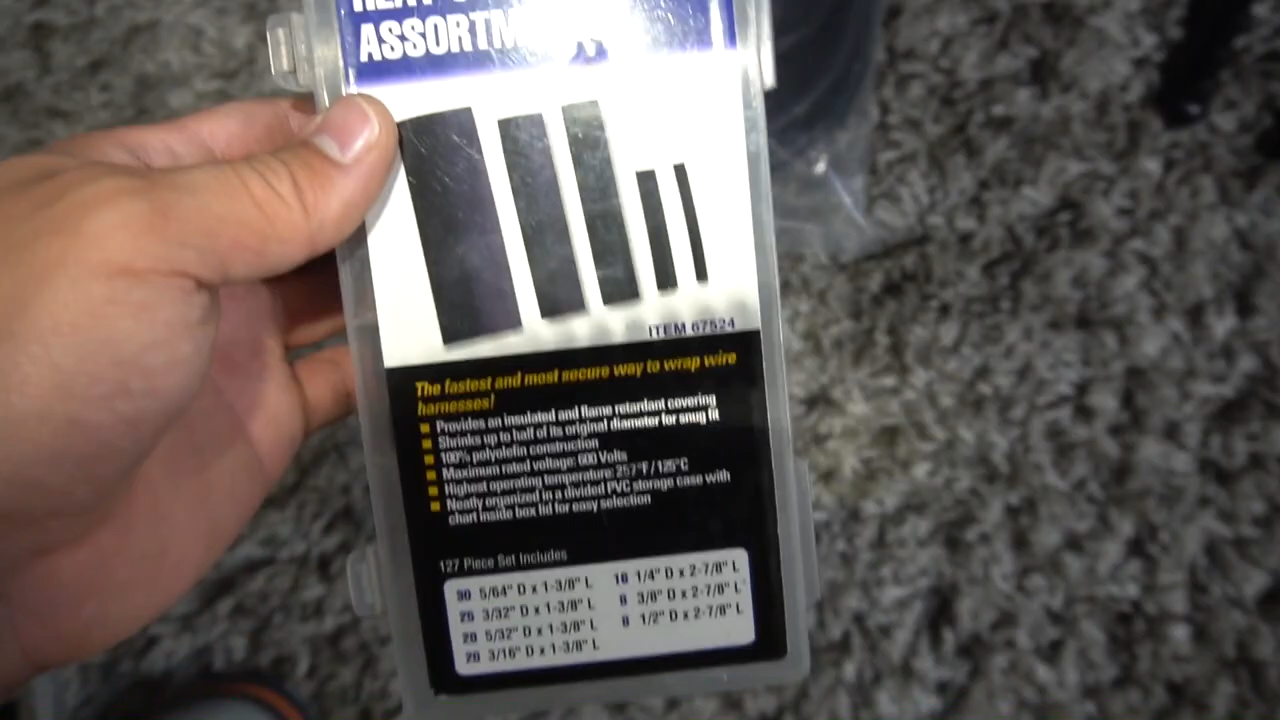 HEAT
ASSORTM
ITEM 67524
The fastest and most secure way to wrap wire
harnesses!
Provides an insulated and flame retardant covering
Shrinks up to half of its original diameter for snug fit
100% polyolefin construction
Maximum rated voltage: 600 Volts
Highest operating temperature 257°F / 125°C
Neatly organized in a divided PVC storage case with
chart inside box lid for easy selection
127 Piece Set Includes
30 5/64" D x 1-3/8" L
25 3/32" D x 1-3/8" L
20 5/32" D x 1-3/8" L
20 3/16" D x 1-3/8" L
16 1/4" D x 2-7/8" L
8 3/8" D x 2-7/8" L
8 1/2" D x 2-7/8" L